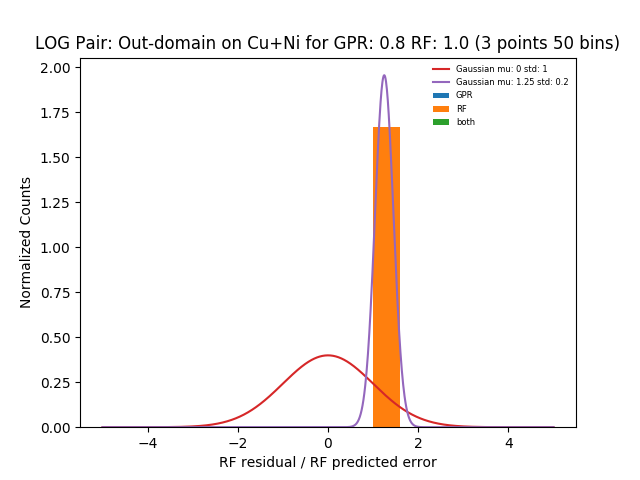 LOG Pair: Out-domain on Cu+Ni for GPR: 0.8 RF: 1.0 (3 points 50 bins)
2.00
1.75
1.50
1.25
1.00
0.75
0.50
0.25
0.00
Normalized Counts
Gaussian mu: 0 std: 1
Gaussian mu: 1.25 std: 0.2
GPR
RF
both
−4
−2
0
2
4
RF residual / RF predicted error